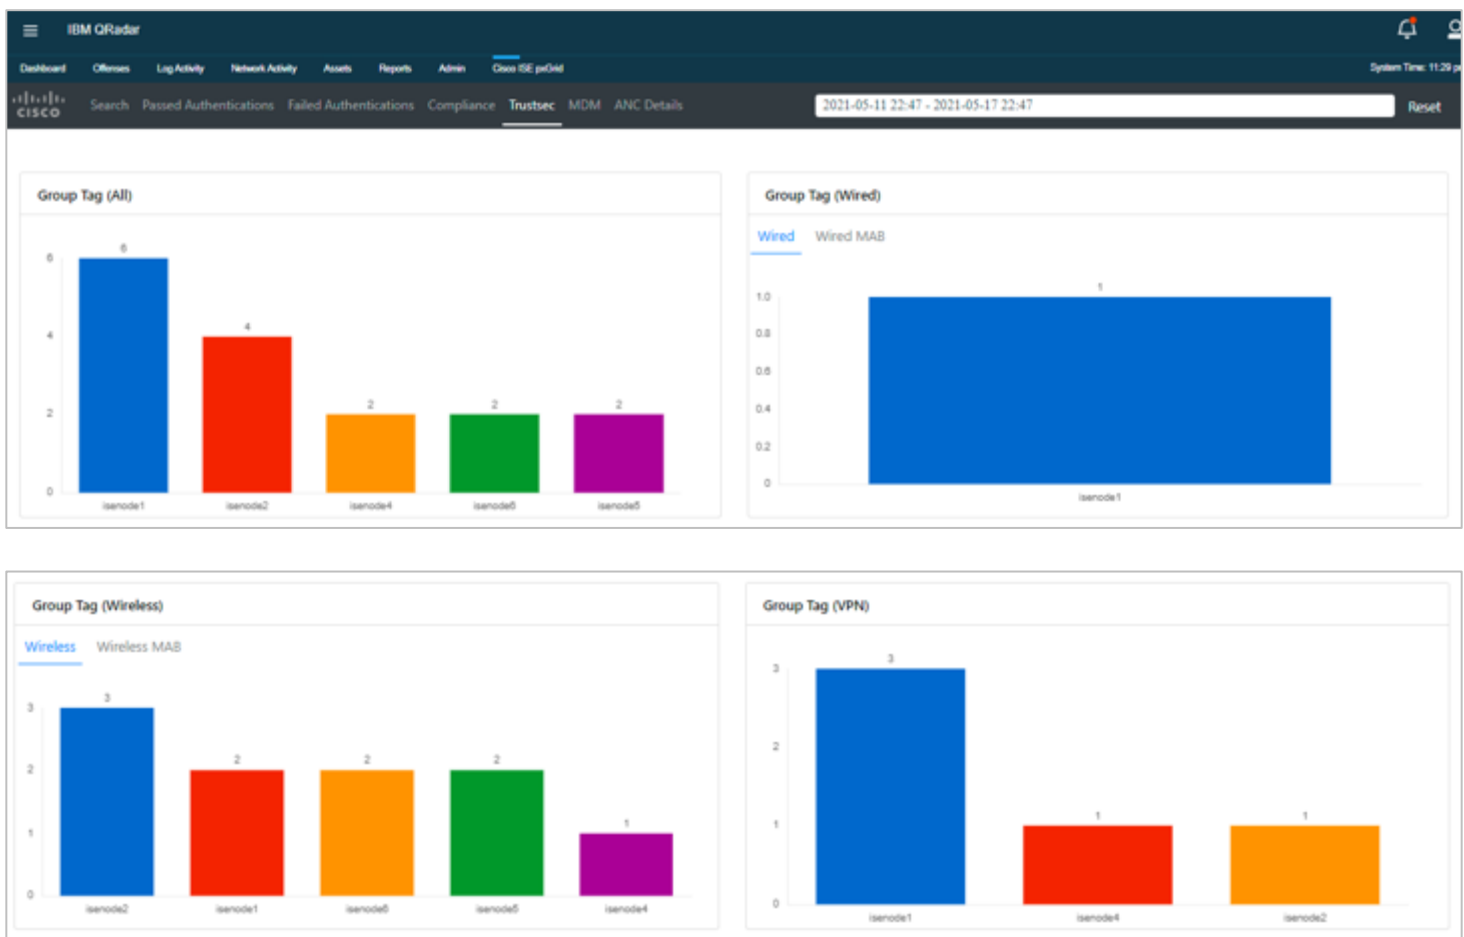 IBM QRadar
Dashboard Offenses Log Activity Network Activity Assets Reports Admin Cisco ISE pxGrid System Time: 11:29 p
CISCO Search Passed Authentications Failed Authentications Compliance Trustsec MDM ANC Details 2021-05-11 22:47 - 2021-05-17 22:47 Reset
Group Tag (All)
6
4
2
0
6
4
2
2
2
isenode1 isenode2 isenode4 isenode6 isenode5
Group Tag (Wired)
Wired Wired MAB
1.0
0.8
0.6
0.4
0.2
0
1
isenode1
Group Tag (Wireless)
Wireless Wireless MAB
3
2
1
0
3
2
2
2
1
isenode2 isenode1 isenode6 isenode5 isenode4
Group Tag (VPN)
3
2
1
0
3
1
1
isenode1 isenode4 isenode2